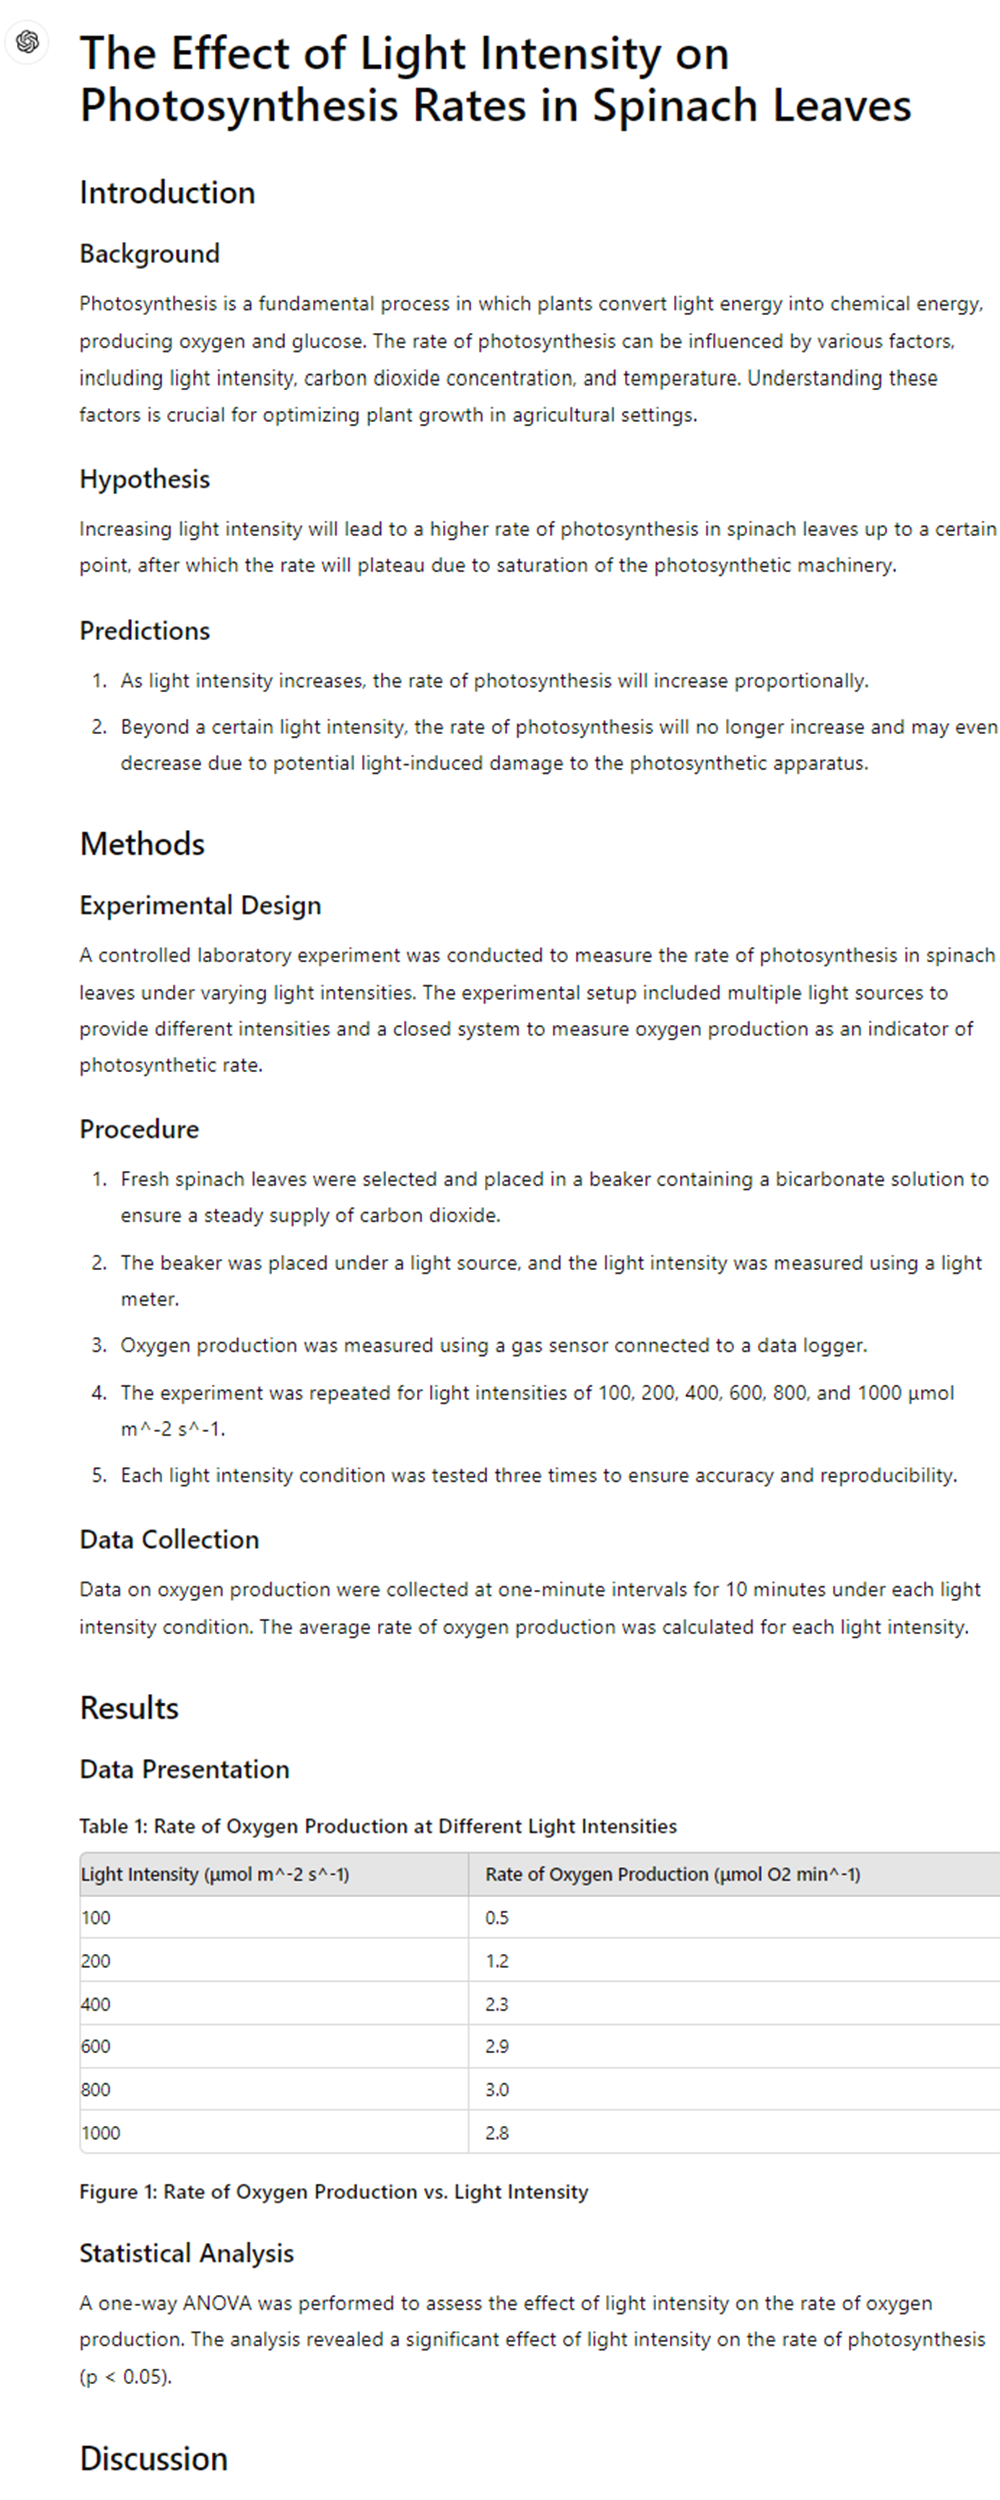 The Effect of Light Intensity on
Photosynthesis Rates in Spinach Leaves
Introduction
Background
Photosynthesis is a fundamental process in which plants convert light energy into chemical energy,
producing oxygen and glucose. The rate of photosynthesis can be influenced by various factors,
including light intensity, carbon dioxide concentration, and temperature. Understanding these
factors is crucial for optimizing plant growth in agricultural settings.
Hypothesis
Increasing light intensity will lead to a higher rate of photosynthesis in spinach leaves up to a certain
point, after which the rate will plateau due to saturation of the photosynthetic machinery.
Predictions
1. As light intensity increases, the rate of photosynthesis will increase proportionally.
2. Beyond a certain light intensity, the rate of photosynthesis will no longer increase and may even
decrease due to potential light-induced damage to the photosynthetic apparatus.
Methods
Experimental Design
A controlled laboratory experiment was conducted to measure the rate of photosynthesis in spinach
leaves under varying light intensities. The experimental setup included multiple light sources to
provide different intensities and a closed system to measure oxygen production as an indicator of
photosynthetic rate.
Procedure
1. Fresh spinach leaves were selected and placed in a beaker containing a bicarbonate solution to
ensure a steady supply of carbon dioxide.
2. The beaker was placed under a light source, and the light intensity was measured using a light
meter.
3. Oxygen production was measured using a gas sensor connected to a data logger.
4. The experiment was repeated for light intensities of 100, 200, 400, 600, 800, and 1000 µmol
m^-2 s^-1.
5. Each light intensity condition was tested three times to ensure accuracy and reproducibility.
Data Collection
Data on oxygen production were collected at one-minute intervals for 10 minutes under each light
intensity condition. The average rate of oxygen production was calculated for each light intensity.
Results
Data Presentation
Table 1: Rate of Oxygen Production at Different Light Intensities
Light Intensity (µmol m^-2 s^-1) Rate of Oxygen Production (µmol O2 min^-1)
100 0.5
200 1.2
400 2.3
600 2.9
800 3.0
1000 2.8
Figure 1: Rate of Oxygen Production vs. Light Intensity
Statistical Analysis
A one-way ANOVA was performed to assess the effect of light intensity on the rate of oxygen
production. The analysis revealed a significant effect of light intensity on the rate of photosynthesis
(p < 0.05).
Discussion